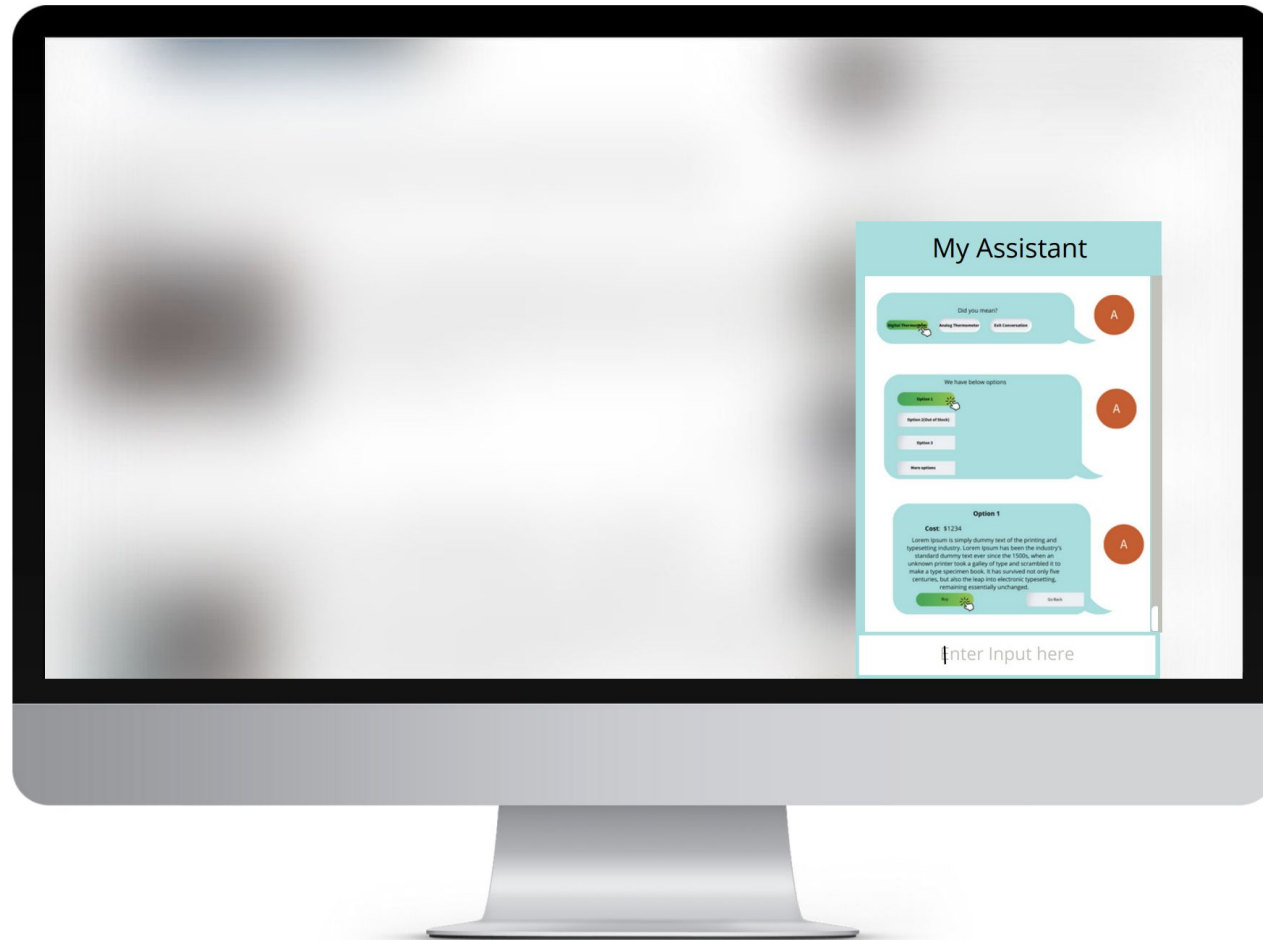 My Assistant
Did you mean?
Digital Thermometer Analog Thermometer Exit Conversation
A
We have below options
Option 1
A
Option 2(Out of Stock)
Option 3
More options
Option 1
Cost: $1234
Lorem Ipsum is simply dummy text of the printing and
typesetting industry. Lorem Ipsum has been the industry's
standard dummy text ever since the 1500s, when an
unknown printer took a galley of type and scrambled it to
make a type specimen book. It has survived not only five
centuries, but also the leap into electronic typesetting,
remaining essentially unchanged.
A
Go Back
Enter Input here